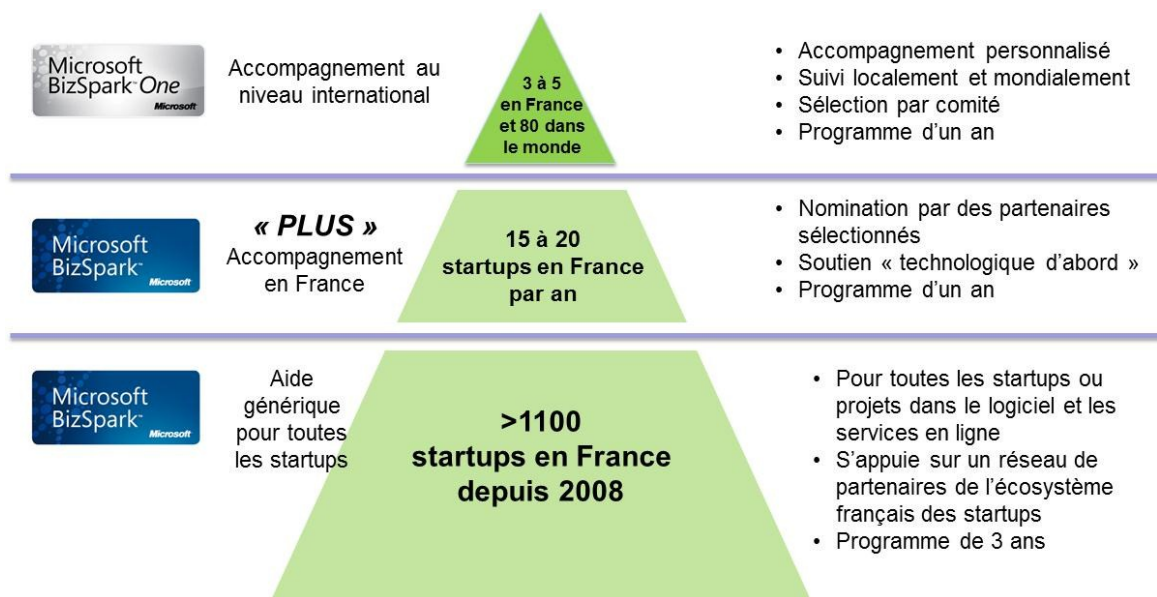 Microsoft
BizSpark™ One
Microsoft
Accompagnement au
niveau international
3 à 5
en France
et 80 dans
le monde
• Accompagnement personnalisé
• Suivi localement et mondialement
• Sélection par comité
• Programme d’un an
Microsoft
BizSpark™
Microsoft
« PLUS »
Accompagnement
en France
15 à 20
startups en France
par an
• Nomination par des partenaires
sélectionnés
• Soutien « technologique d’abord »
• Programme d’un an
Microsoft
BizSpark™
Microsoft
Aide
générique
pour toutes
les startups
>1100
startups en France
depuis 2008
• Pour toutes les startups ou
projets dans le logiciel et les
services en ligne
• S’appuie sur un réseau de
partenaires de l’écosystème
français des startups
• Programme de 3 ans